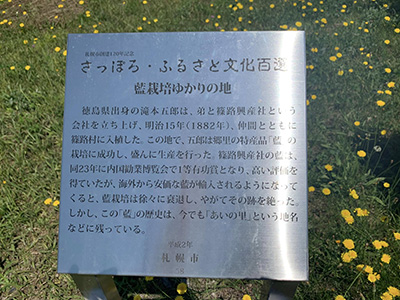 札幌市創建120年記念
さっぽろ・ふるさと文化百選
藍栽培ゆかりの地
徳島県出身の滝本五郎は、弟と篠路興産社という
会社を立ち上げ、明治15年(1882年)、仲間とともに
篠路村に入植した。この地で、五郎は郷里の特産品「藍」の
栽培に成功し、盛んに生産を行った。篠路興産社の藍は、
同23年に内国勧業博覧会で1等有功賞となり、高い評価を
得ていたが、海外から安価な藍が輸入されるようになって
くると、藍栽培は徐々に衰退し、やがてその跡を絶った。
しかし、この「藍」の歴史は、今でも「あいの里」という地名
などに残っている。
平成2年
札幌市